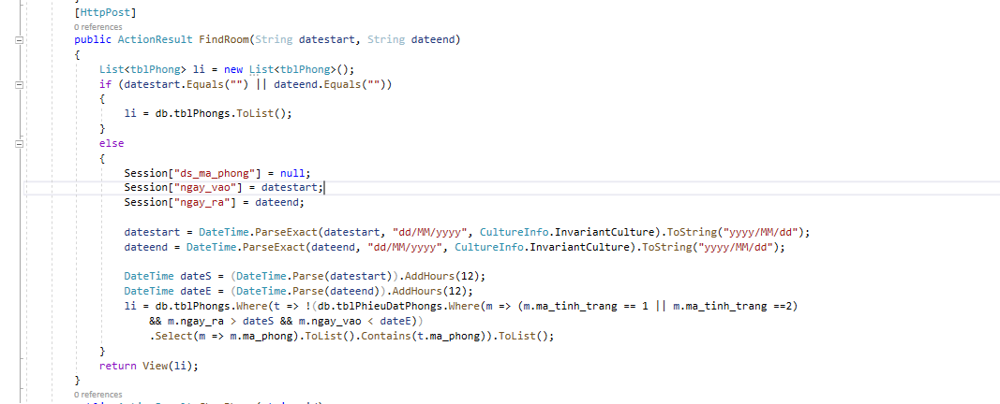 [HttpPost]
0 references
public ActionResult FindRoom(String datestart, String dateend)
{
List<tblPhong> li = new List<tblPhong>();
if (datestart.Equals("") || dateend.Equals(""))
{
li = db.tblPhongs.ToList();
}
else
{
Session["ds_ma_phong"] = null;
Session["ngay_vao"] = datestart;
Session["ngay_ra"] = dateend;
datestart = DateTime.ParseExact(datestart, "dd/MM/yyyy", CultureInfo.InvariantCulture).ToString("yyyy/MM/dd");
dateend = DateTime.ParseExact(dateend, "dd/MM/yyyy", CultureInfo.InvariantCulture).ToString("yyyy/MM/dd");
DateTime dateS = (DateTime.Parse(datestart)).AddHours(12);
DateTime dateE = (DateTime.Parse(dateend)).AddHours(12);
li = db.tblPhongs.Where(t => !(db.tblPhieuDatPhongs.Where(m => (m.ma_tinh_trang == 1 || m.ma_tinh_trang ==2)
&& m.ngay_ra > dateS && m.ngay_vao < dateE))
.Select(m => m.ma_phong).ToList().Contains(t.ma_phong)).ToList();
}
return View(li);
}
0 references